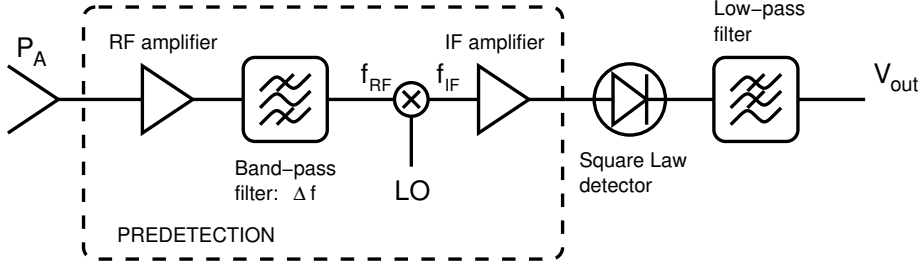 Low−pass
filter
RF amplifier
IF amplifier
P_A
f_RF
f_IF
V_out
Band−pass
filter: Δ f
LO
Square Law
detector
PREDETECTION